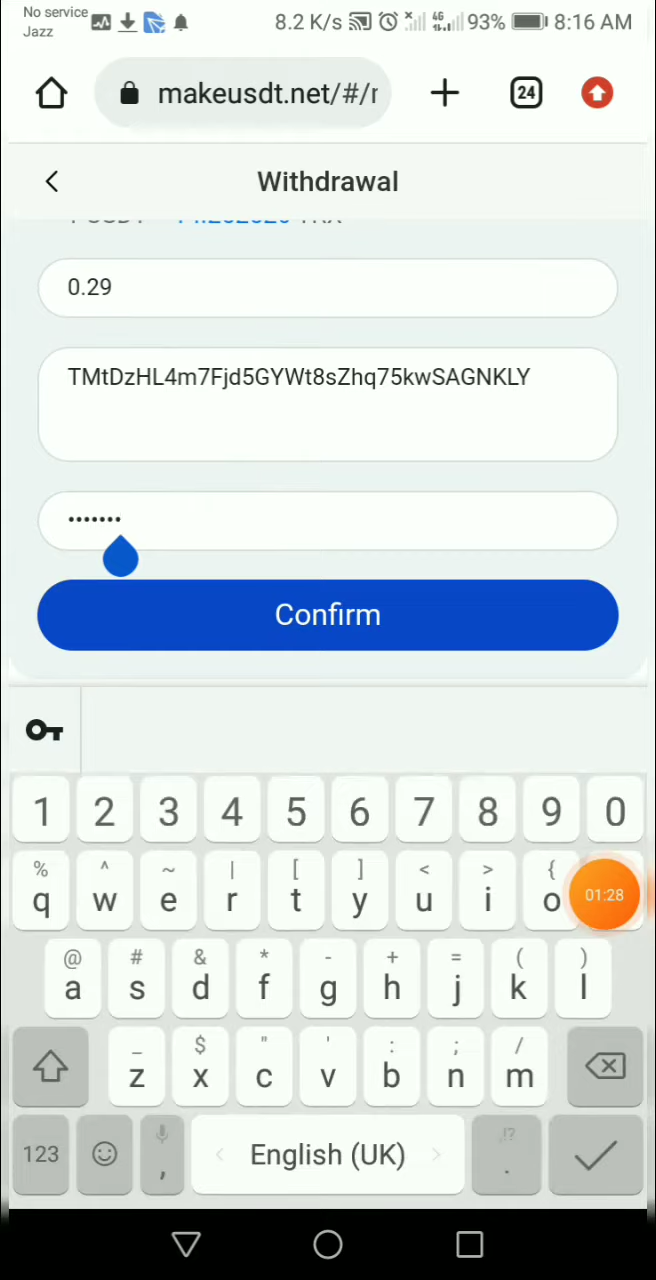 No service
Jazz
8.2 K/s
4G
93%
8:16 AM
makeusdt.net/#/r
24
Withdrawal
0.29
TMtDzHL4m7Fjd5GYWt8sZhq75kwSAGNKLY
•••••••
Confirm
1 2 3 4 5 6 7 8 9 0
% ^ ~ | [ ] < > {
q w e r t y u i o
01:28
@ # & * - + = ( )
a s d f g h j k l
_ $ " ' : ; /
z x c v b n m
123
,
English (UK)
!?
.